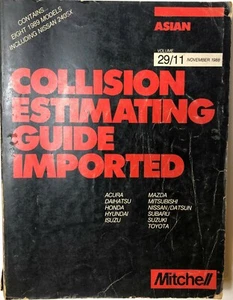 CONTAINS
EIGHT 1989 MODELS
INCLUDING NISSAN 240SX
ASIAN
VOLUME
29/11 NOVEMBER 1988
COLLISION
ESTIMATING
GUIDE
IMPORTED
ACURA
DAIHATSU
HONDA
HYUNDAI
ISUZU
MAZDA
MITSUBISHI
NISSAN/DATSUN
SUBARU
SUZUKI
TOYOTA
Mitchell